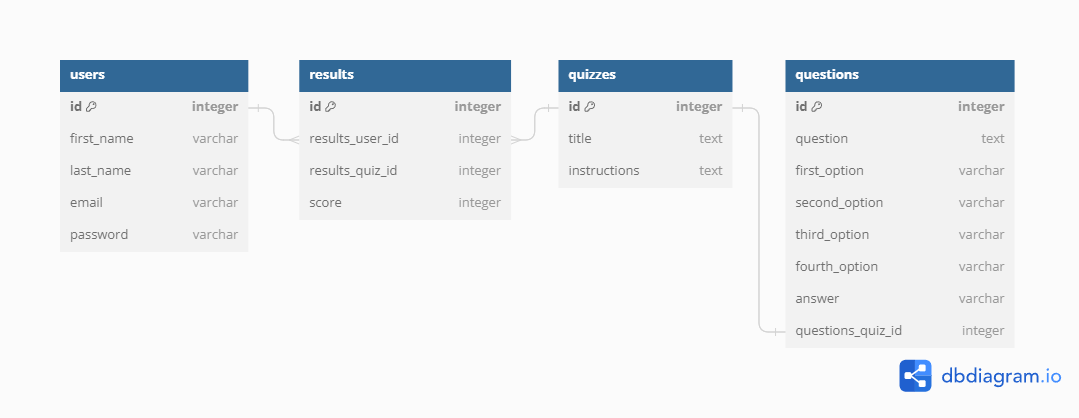 users
id integer
first_name varchar
last_name varchar
email varchar
password varchar
results
id integer
results_user_id integer
results_quiz_id integer
score integer
quizzes
id integer
title text
instructions text
questions
id integer
question text
first_option varchar
second_option varchar
third_option varchar
fourth_option varchar
answer varchar
questions_quiz_id integer
dbdiagram.io